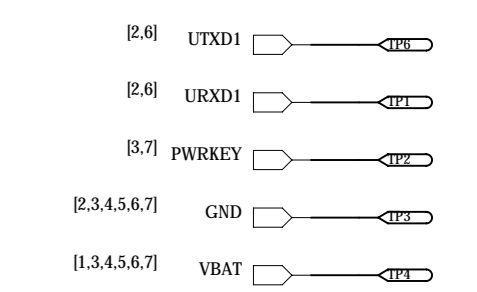 [2,6] UTXD1 TP6
[2,6] URXD1 TP1
[3,7] PWRKEY TP2
[2,3,4,5,6,7] GND TP3
[1,3,4,5,6,7] VBAT TP4